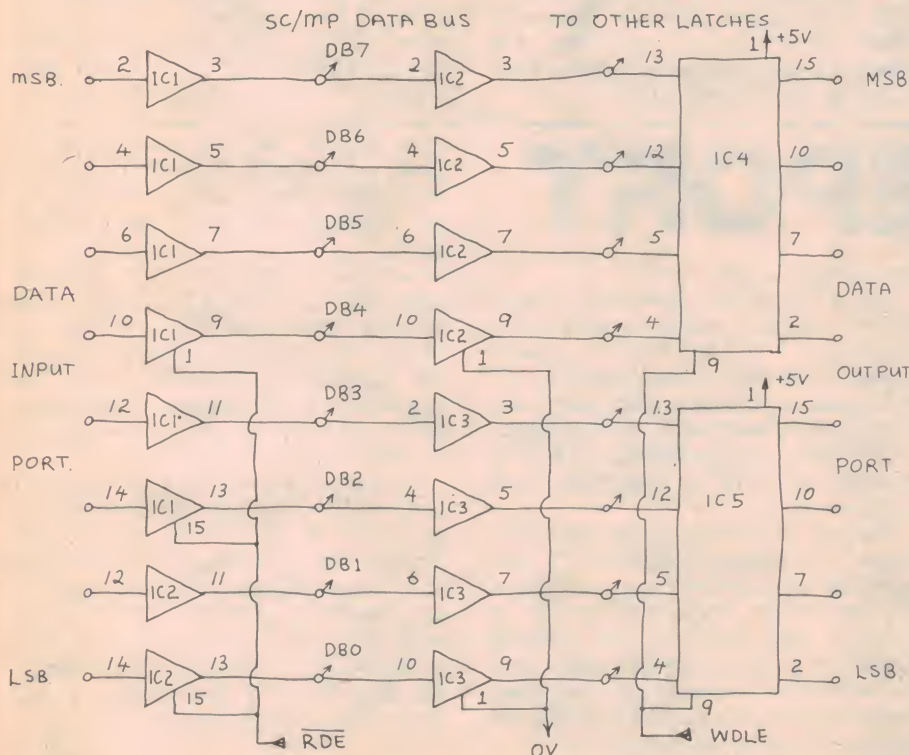 SC/MP DATA BUS TO OTHER LATCHES
1 +5V
mSB. 2 IC1 3 DB7 2 IC2 3 13 15 MSB
4 IC1 5 DB6 4 IC2 5 12 IC4 10
6 IC1 7 DB5 6 IC2 7 5 7
DATA DATA
10 IC1 9 DB4 10 IC2 9 4 2
1 1 9
INPUT OUTPUT
1 +5V
12 IC1 11 DB3 2 IC3 3 13 15
PORT. PORT
14 IC1 13 DB2 4 IC3 5 12 IC5 10
15
12 IC2 11 DB1 6 IC3 7 5 7
LSB. 14 IC2 13 DB0 10 IC3 9 4 2 LSB.
15 1 9
RDE 0V WDLE